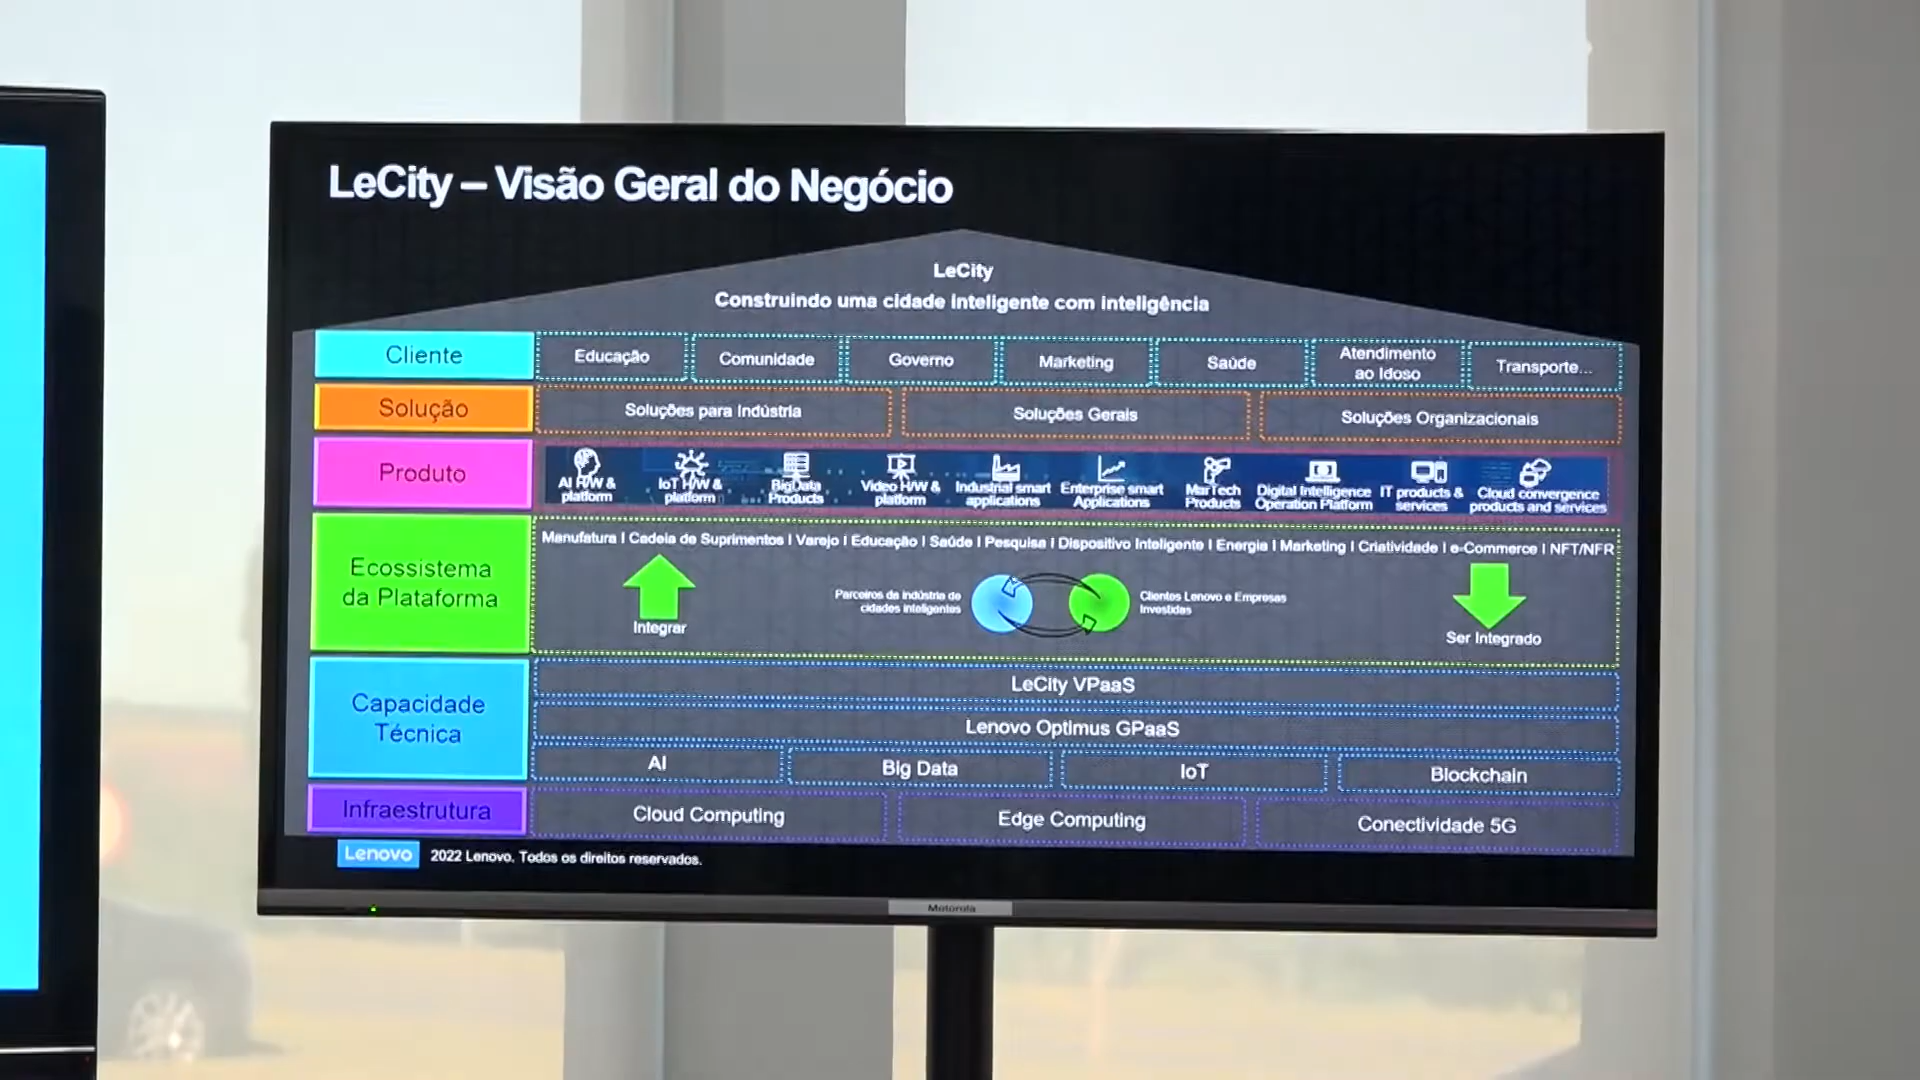 LeCity – Visão Geral do Negócio
LeCity
Construindo uma cidade inteligente com inteligência
Cliente
Educação
Comunidade
Governo
Marketing
Saúde
Atendimento
ao Idoso
Transporte...
Solução
Soluções para Indústria
Soluções Gerais
Soluções Organizacionais
Produto
AI H/W &
platform
IoT H/W &
platform
BigData
Products
Video H/W &
platform
Industrial smart
applications
Enterprise smart
Applications
MarTech
Products
Digital Intelligence
Operation Platform
IT products &
services
Cloud convergence
products and services
Ecossistema
da Plataforma
Manufatura | Cadeia de Suprimentos | Varejo | Educação | Saúde | Pesquisa | Dispositivo Inteligente | Energia | Marketing | Criatividade | e-Commerce | NFT/NFR
Integrar
Parceiros da indústria de
cidades inteligentes
Clientes Lenovo e Empresas
Investidas
Ser Integrado
Capacidade
Técnica
LeCity VPaaS
Lenovo Optimus GPaaS
AI
Big Data
IoT
Blockchain
Infraestrutura
Cloud Computing
Edge Computing
Conectividade 5G
Lenovo
2022 Lenovo. Todos os direitos reservados.
Motorola